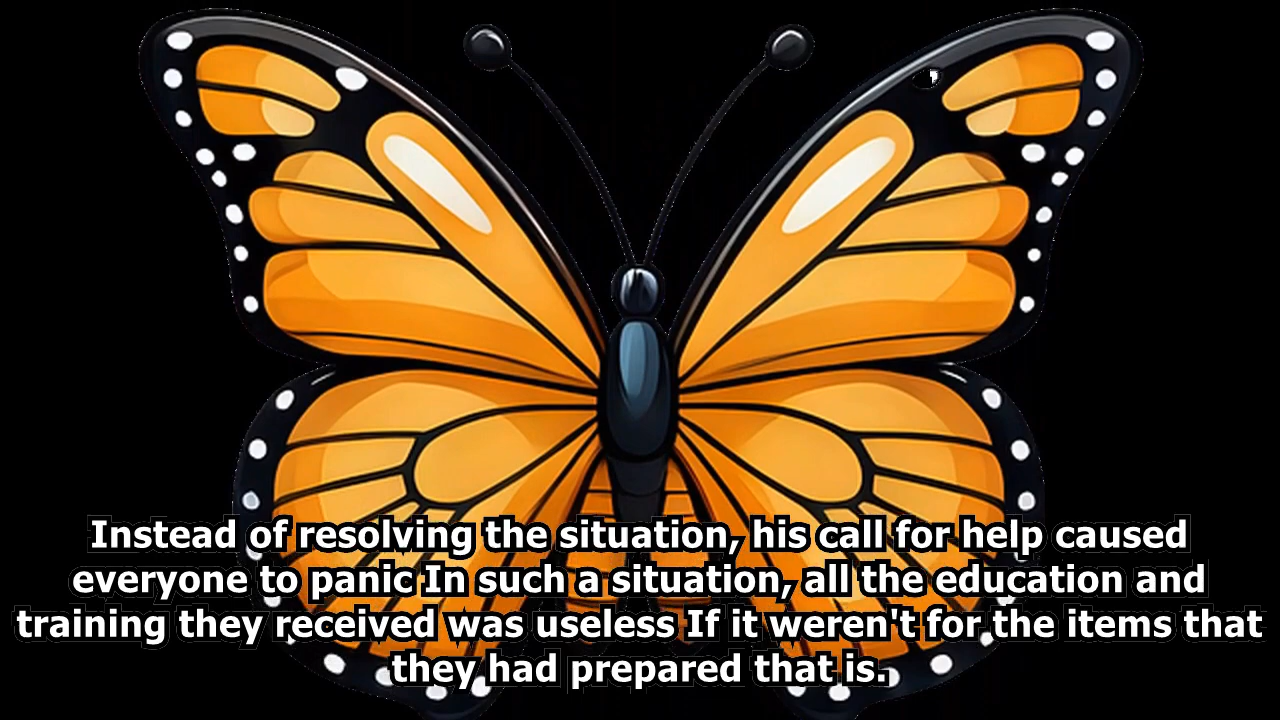 Instead of resolving the situation, his call for help caused
everyone to panic In such a situation, all the education and
training they received was useless If it weren't for the items that
they had prepared that is.